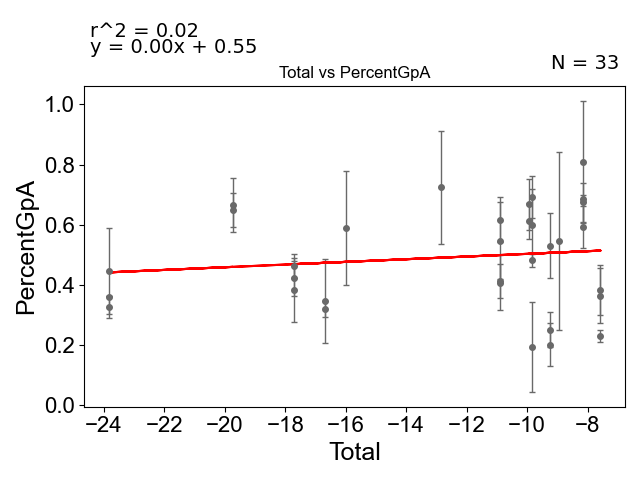 r^2 = 0.02
y = 0.00x + 0.55
N = 33
Total vs PercentGpA
PercentGpA
1.0
0.8
0.6
0.4
0.2
0.0
−24 −22 −20 −18 −16 −14 −12 −10 −8
Total